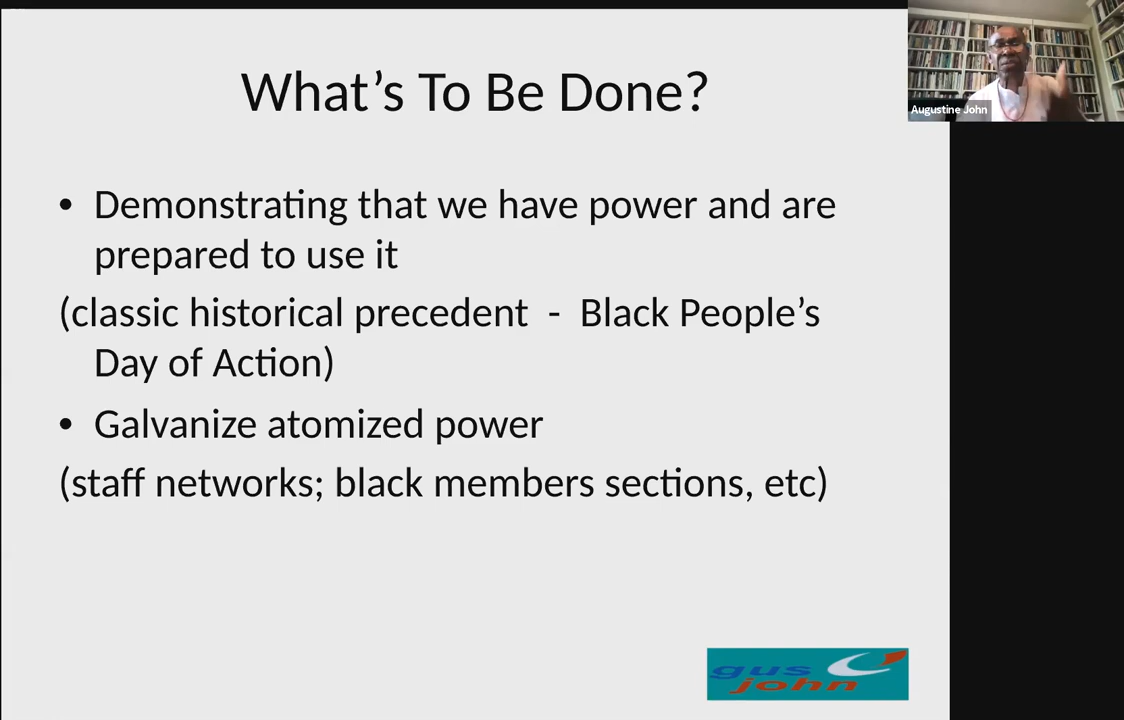 What’s To Be Done?
Augustine John
• Demonstrating that we have power and are
prepared to use it
(classic historical precedent - Black People’s
Day of Action)
• Galvanize atomized power
(staff networks; black members sections, etc)
gus
john